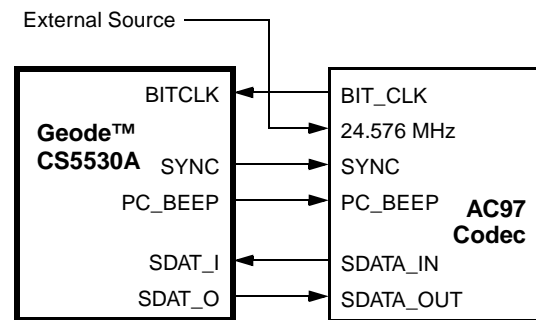 External Source
BITCLK
Geode™
CS5530A
SYNC
PC_BEEP
SDAT_I
SDAT_O
BIT_CLK
24.576 MHz
SYNC
PC_BEEP
AC97
Codec
SDATA_IN
SDATA_OUT